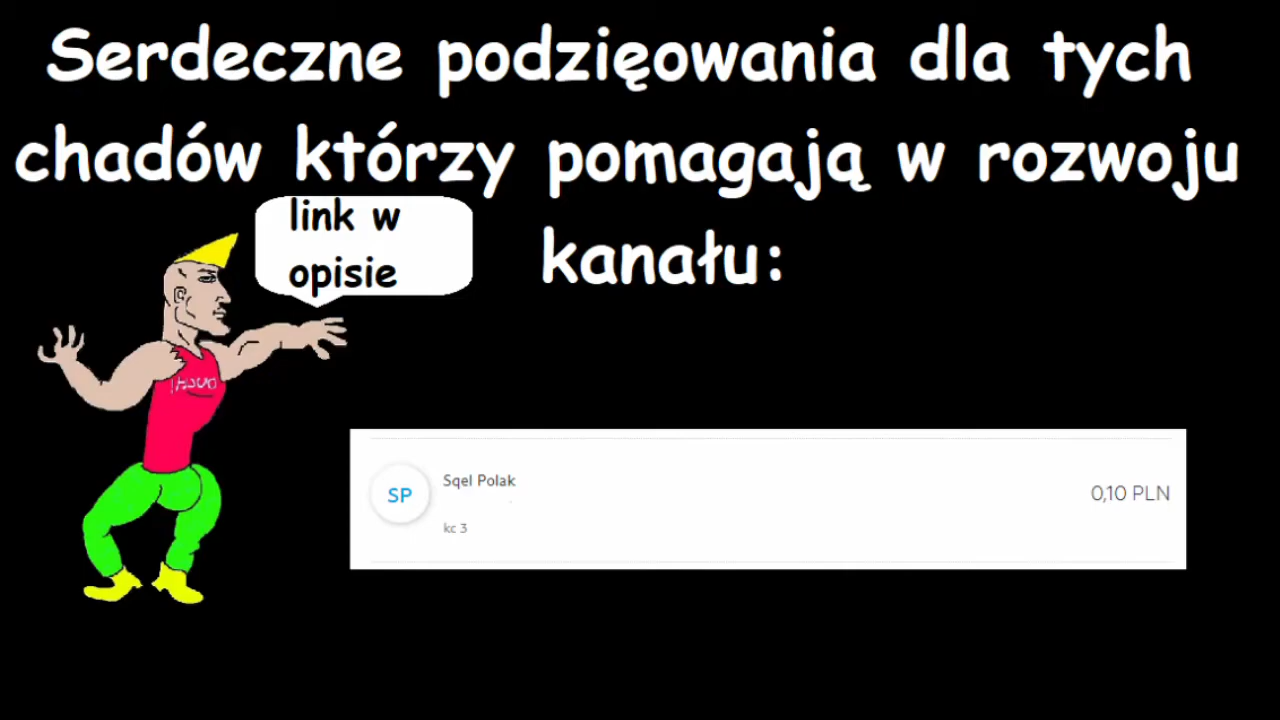 Serdeczne podzięowania dla tych
chadów którzy pomagają w rozwoju
kanału:
link w
opisie
SP
Sqel Polak
0,10 PLN
kc 3